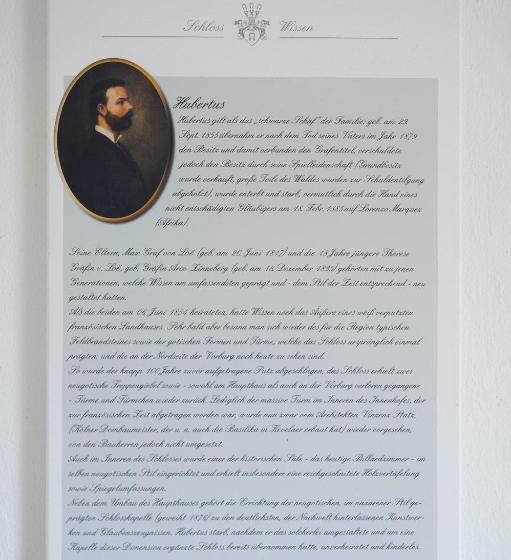 Schloss Wissen
Hubertus
Hubertus gilt als das „schwarze Schaf" der Familie: geb. am 29.
Sept. 1855 übernahm er nach dem Tod seines Vaters im Jahr 1879
den Besitz und damit verbunden den Grafentitel, verschuldete
jedoch den Besitz durch seine Spielleidenschaft (Grundbesitz
wurde verkauft, große Teile des Waldes wurden zur Schuldentilgung
abgeholzt), wurde enterbt und starb, vermutlich durch die Hand eines
nicht entschädigten Gläubigers am 18. Febr. 1885 auf Lorenzo Marquez
(Afrika).
Seine Eltern, Max Graf von Loë (geb. am 26. Juni 1817) und die 18 Jahre jüngere Therese
Gräfin v. Loë, geb. Gräfin Arco Zinneberg (geb. am 15. Dezember 1835) gehörten mit zu jenen
Generationen, welche Wissen am umfassendsten geprägt und - dem Stil der Zeit entsprechend - neu
gestaltet hatten.
Als die beiden am 06. Juni 1854 heirateten, hatte Wissen noch das Äußere eines weiß verputzten
französischen Landhauses. Sehr bald aber besann man sich wieder des für die Region typischen
Feldbrandsteines sowie der gotischen Formen und Türme, welche das Schloss ursprünglich einmal
prägten, und die an der Nordseite der Vorburg noch heute zu sehen sind.
So wurde der knapp 100 Jahre zuvor aufgetragene Putz abgeschlagen, das Schloss erhielt zwei
neugotische Treppengiebel sowie - sowohl am Haupthaus als auch an der Vorburg verloren gegangene
- Türme und Türmchen wieder zurück. Lediglich der massive Turm im Inneren des Innenhofes, der
zur französischen Zeit abgetragen worden war, wurde nun zwar vom Architekten Vinzenz Statz,
(Kölner Dombaumeister, der u. a. auch die Basilika in Kevelaer erbaut hat) wieder vorgesehen,
von den Bauherren jedoch nicht umgesetzt.
Auch im Inneren des Schlosses wurde einer der historischen Säle - das heutige Billardzimmer - im
selben neugotischen Stil eingerichtet und erhielt insbesondere eine reichgeschnitzte Holzvertäfelung
sowie Spiegelumfassungen.
Neben dem Umbau des Haupthauses gehört die Errichtung der neugotischen, im nazarener Stil ge-
prägten Schlosskapelle (geweiht 1876) zu den deutlichsten, der Nachwelt hinterlassenen Kunstwer-
ken und Glaubenszeugnissen. Hubertus starb, nachdem er das solcherlei umgestaltete und um eine
Kapelle dieser Dimension ergänzte Schloss bereits übernommen hatte, unverheiratet und kinderlos.